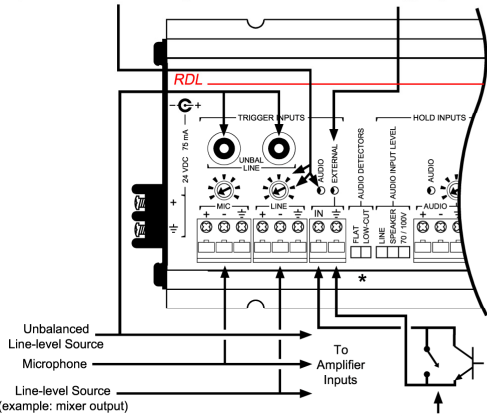 RDL
TRIGGER INPUTS
HOLD INPUTS
- +
24 VDC 75 mA
UNBAL
LINE
AUDIO
EXTERNAL
AUDIO DETECTORS
AUDIO INPUT LEVEL
AUDIO
MIC
LINE
AUDIO
+ - ⏚
+ - ⏚
IN ⏚
+ -
+
⏚
FLAT
LOW-CUT
LINE
SPEAKER
70 / 100V
*
Unbalanced
Line-level Source
Microphone
Line-level Source
(example: mixer output)
To
Amplifier
Inputs